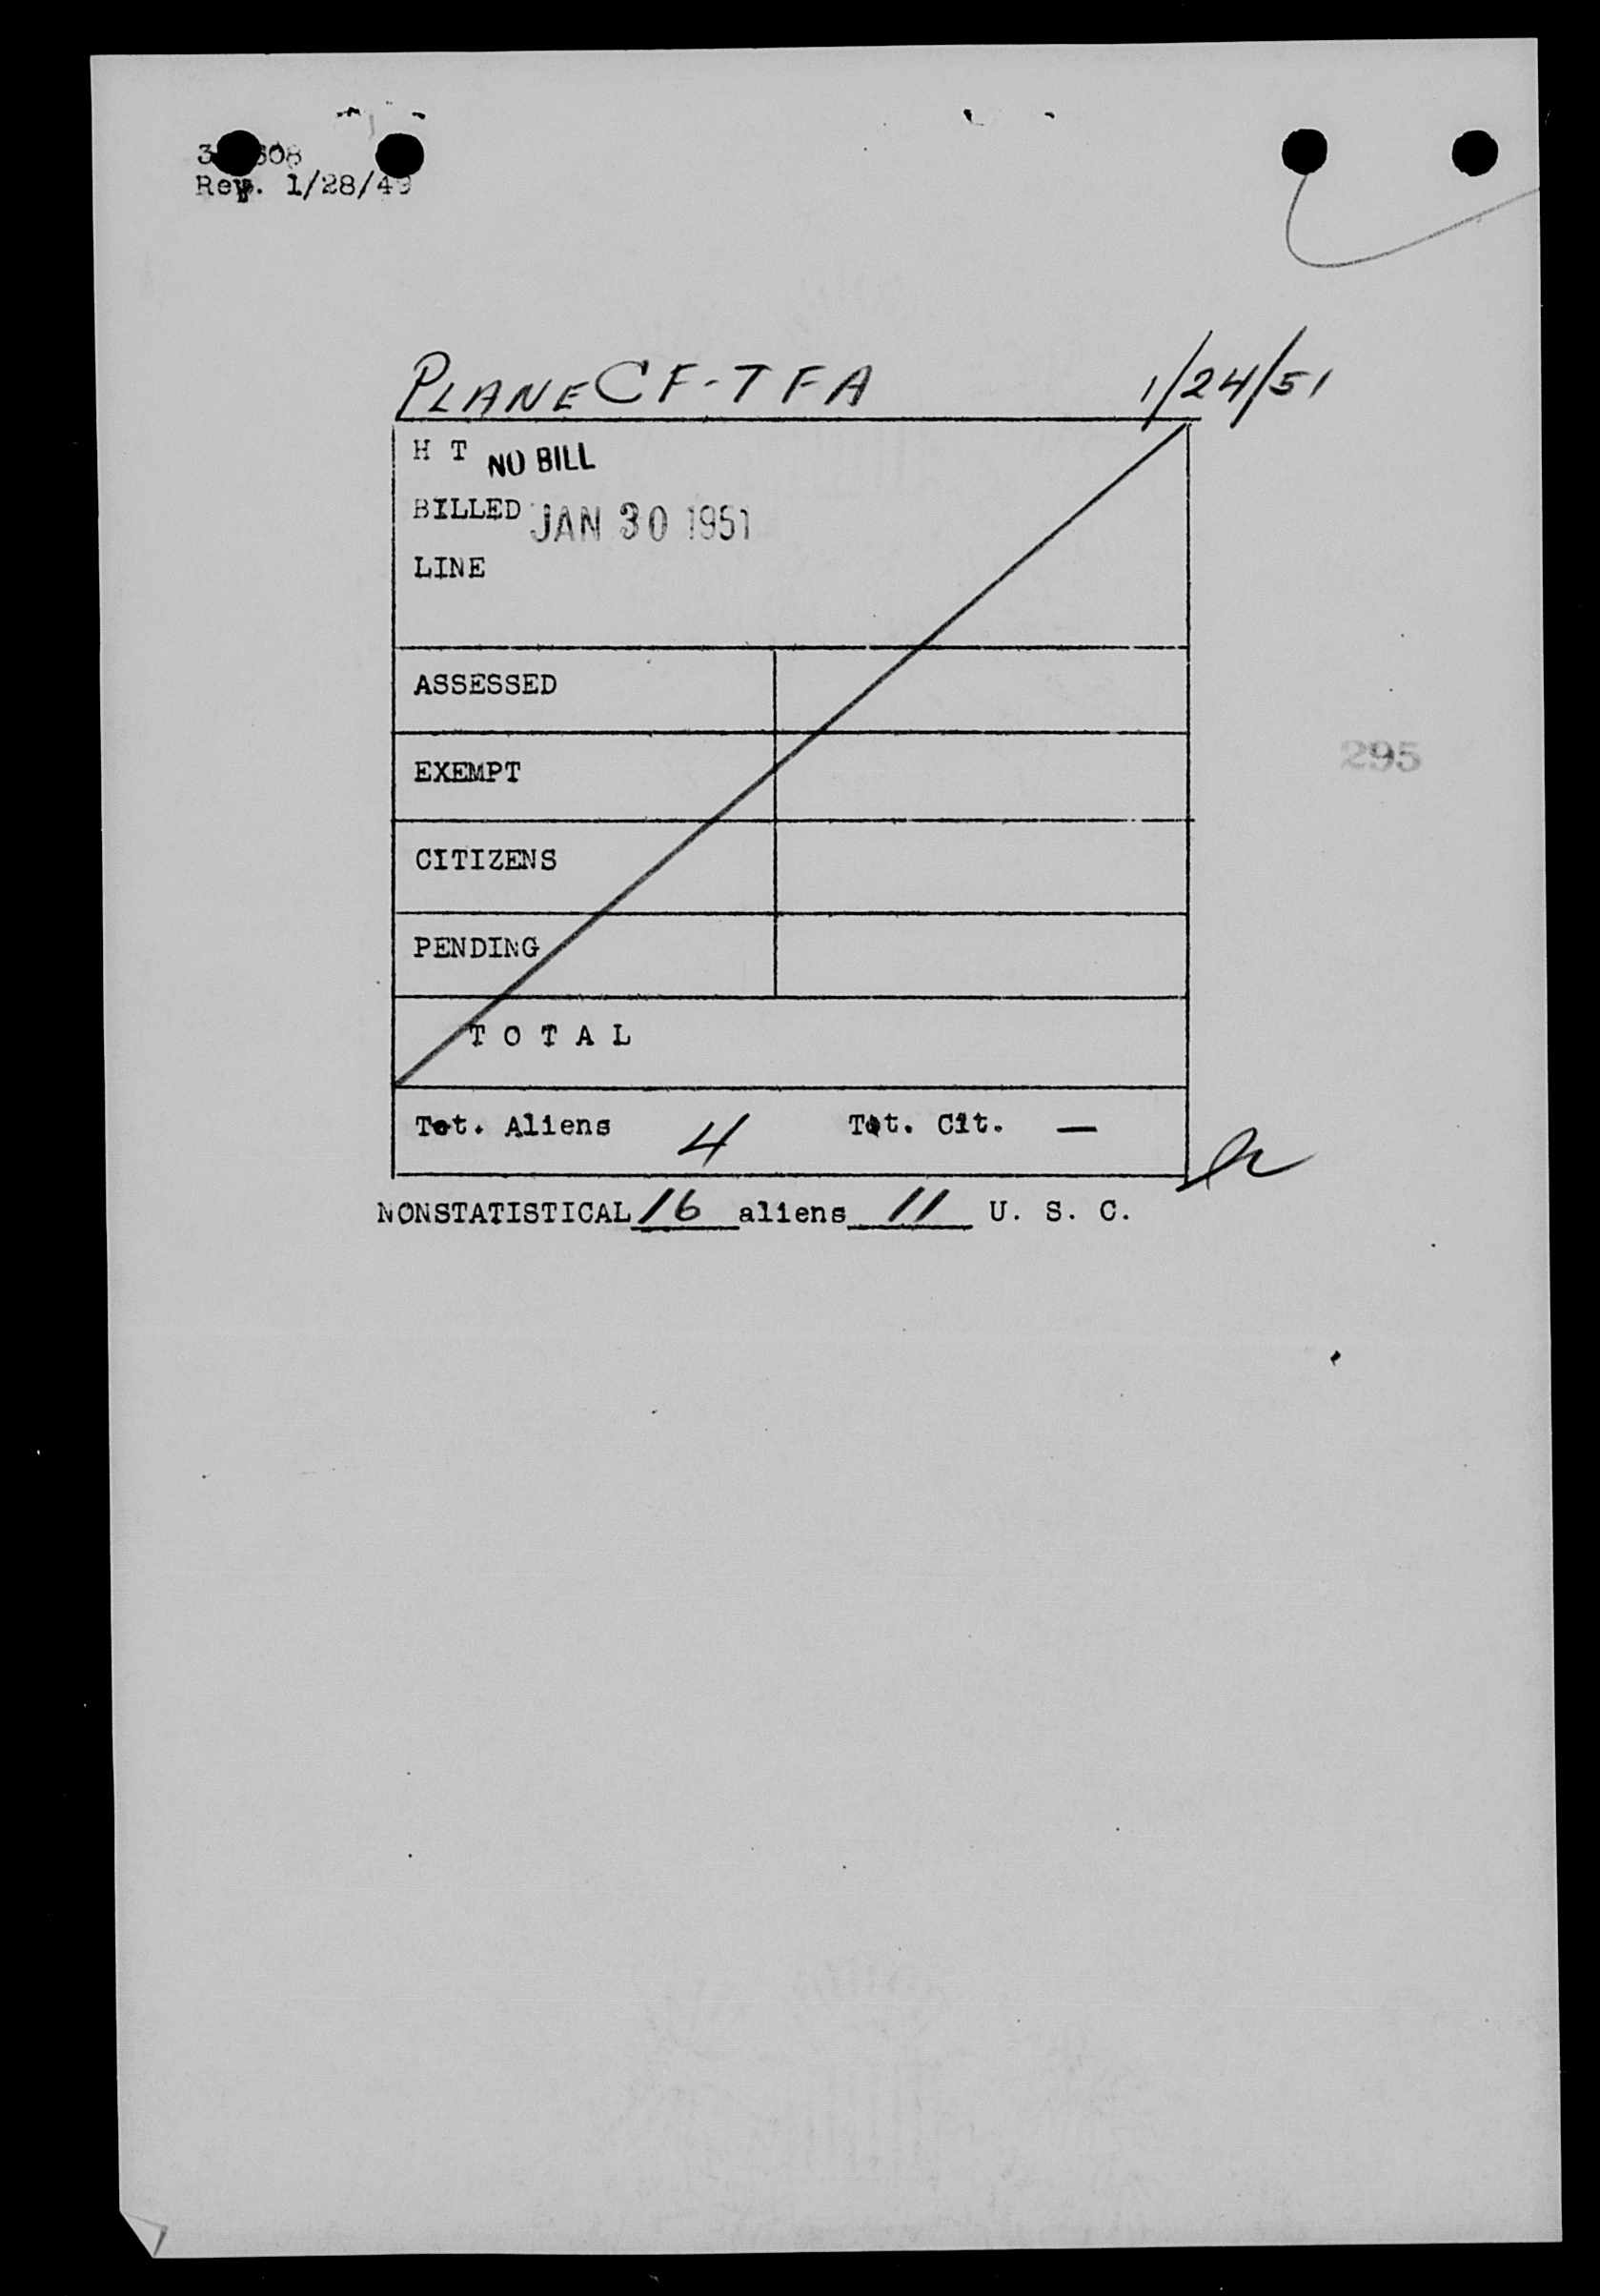 Rev. 1/28/49
PLANE CF-TFA 1/24/51
H T NO BILL
BILLED JAN 30 1951
LINE
ASSESSED
EXEMPT
295
CITIZENS
PENDING
T O T A L
Tot. Aliens 4 Tot. Cit. —
NONSTATISTICAL 16 aliens 11 U. S. C.